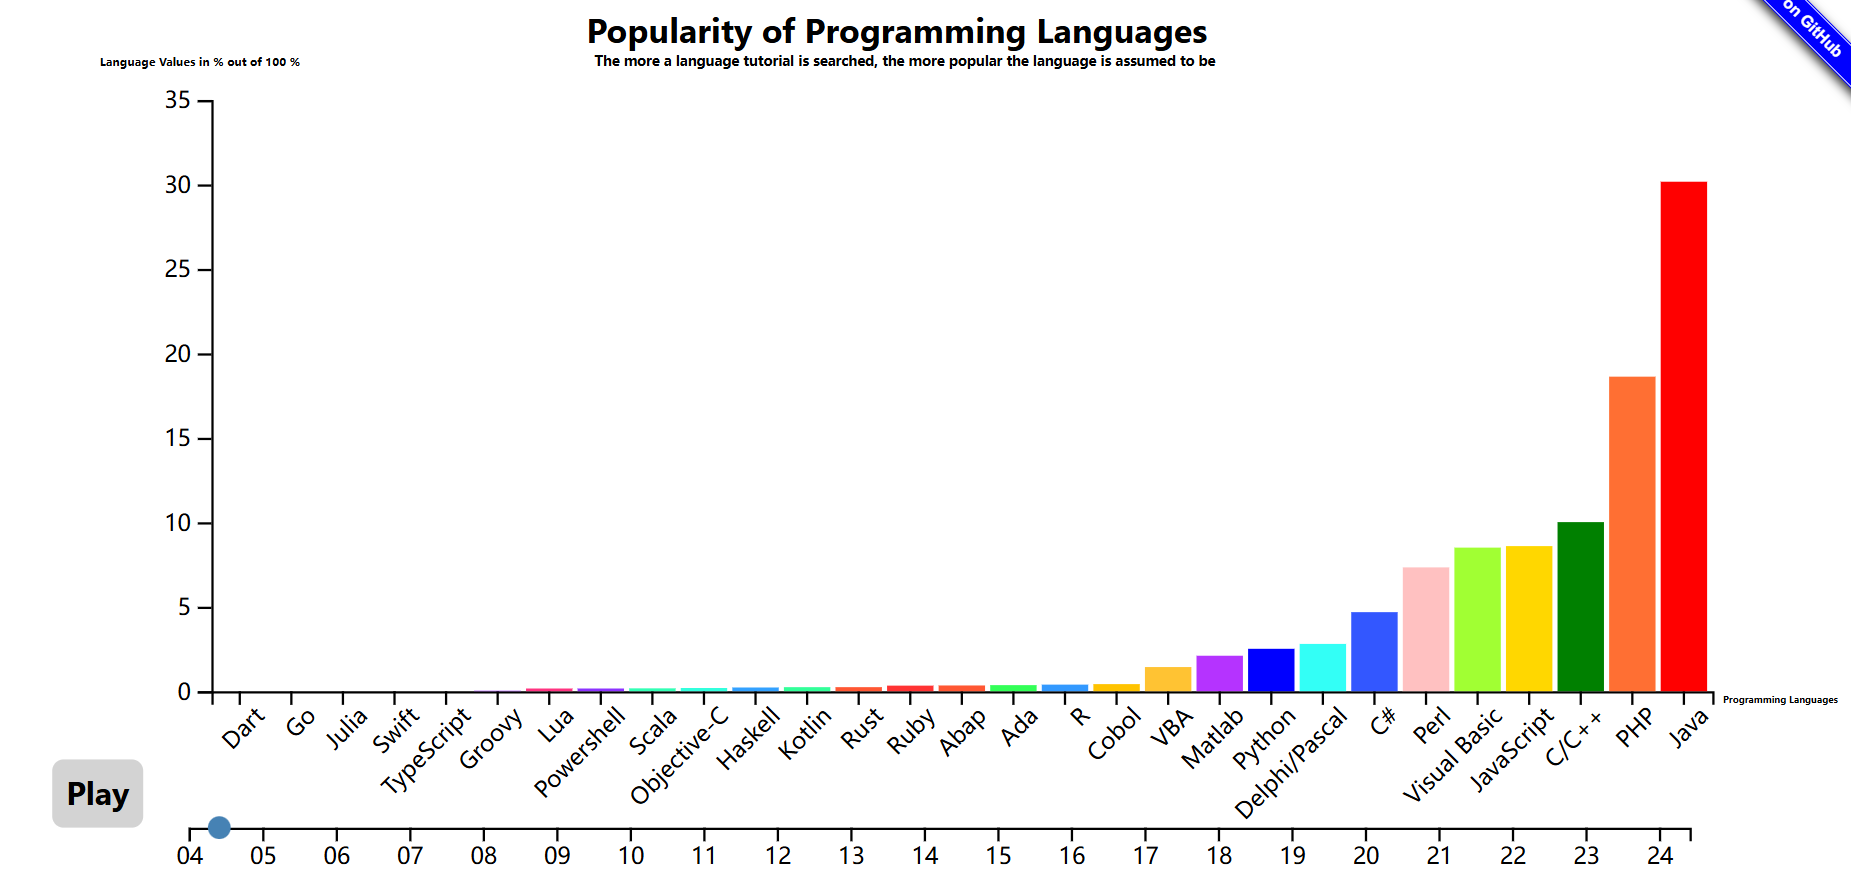 Popularity of Programming Languages
on GitHub
Language Values in % out of 100 %
The more a language tutorial is searched, the more popular the language is assumed to be
35
30
25
20
15
10
5
0
Programming Languages
Dart
Go
Julia
Swift
TypeScript
Groovy
Lua
Powershell
Scala
Objective-C
Haskell
Kotlin
Rust
Ruby
Abap
Ada
R
Cobol
VBA
Matlab
Python
Delphi/Pascal
C#
Perl
Visual Basic
JavaScript
C/C++
PHP
Java
Play
04 05 06 07 08 09 10 11 12 13 14 15 16 17 18 19 20 21 22 23 24